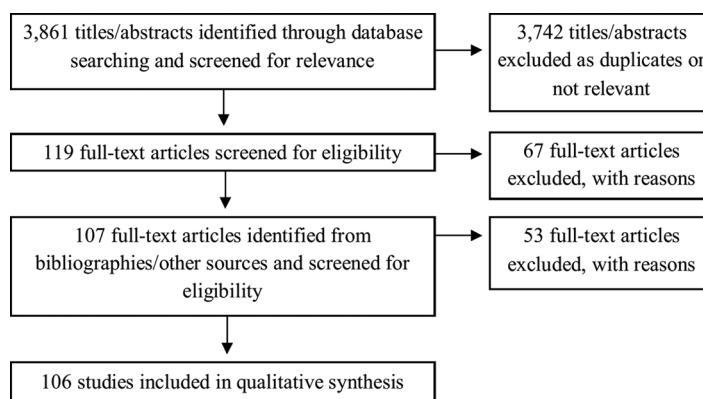 3,861 titles/abstracts identified through database
searching and screened for relevance
3,742 titles/abstracts
excluded as duplicates or
not relevant
119 full-text articles screened for eligibility
67 full-text articles
excluded, with reasons
107 full-text articles identified from
bibliographies/other sources and screened for
eligibility
53 full-text articles
excluded, with reasons
106 studies included in qualitative synthesis